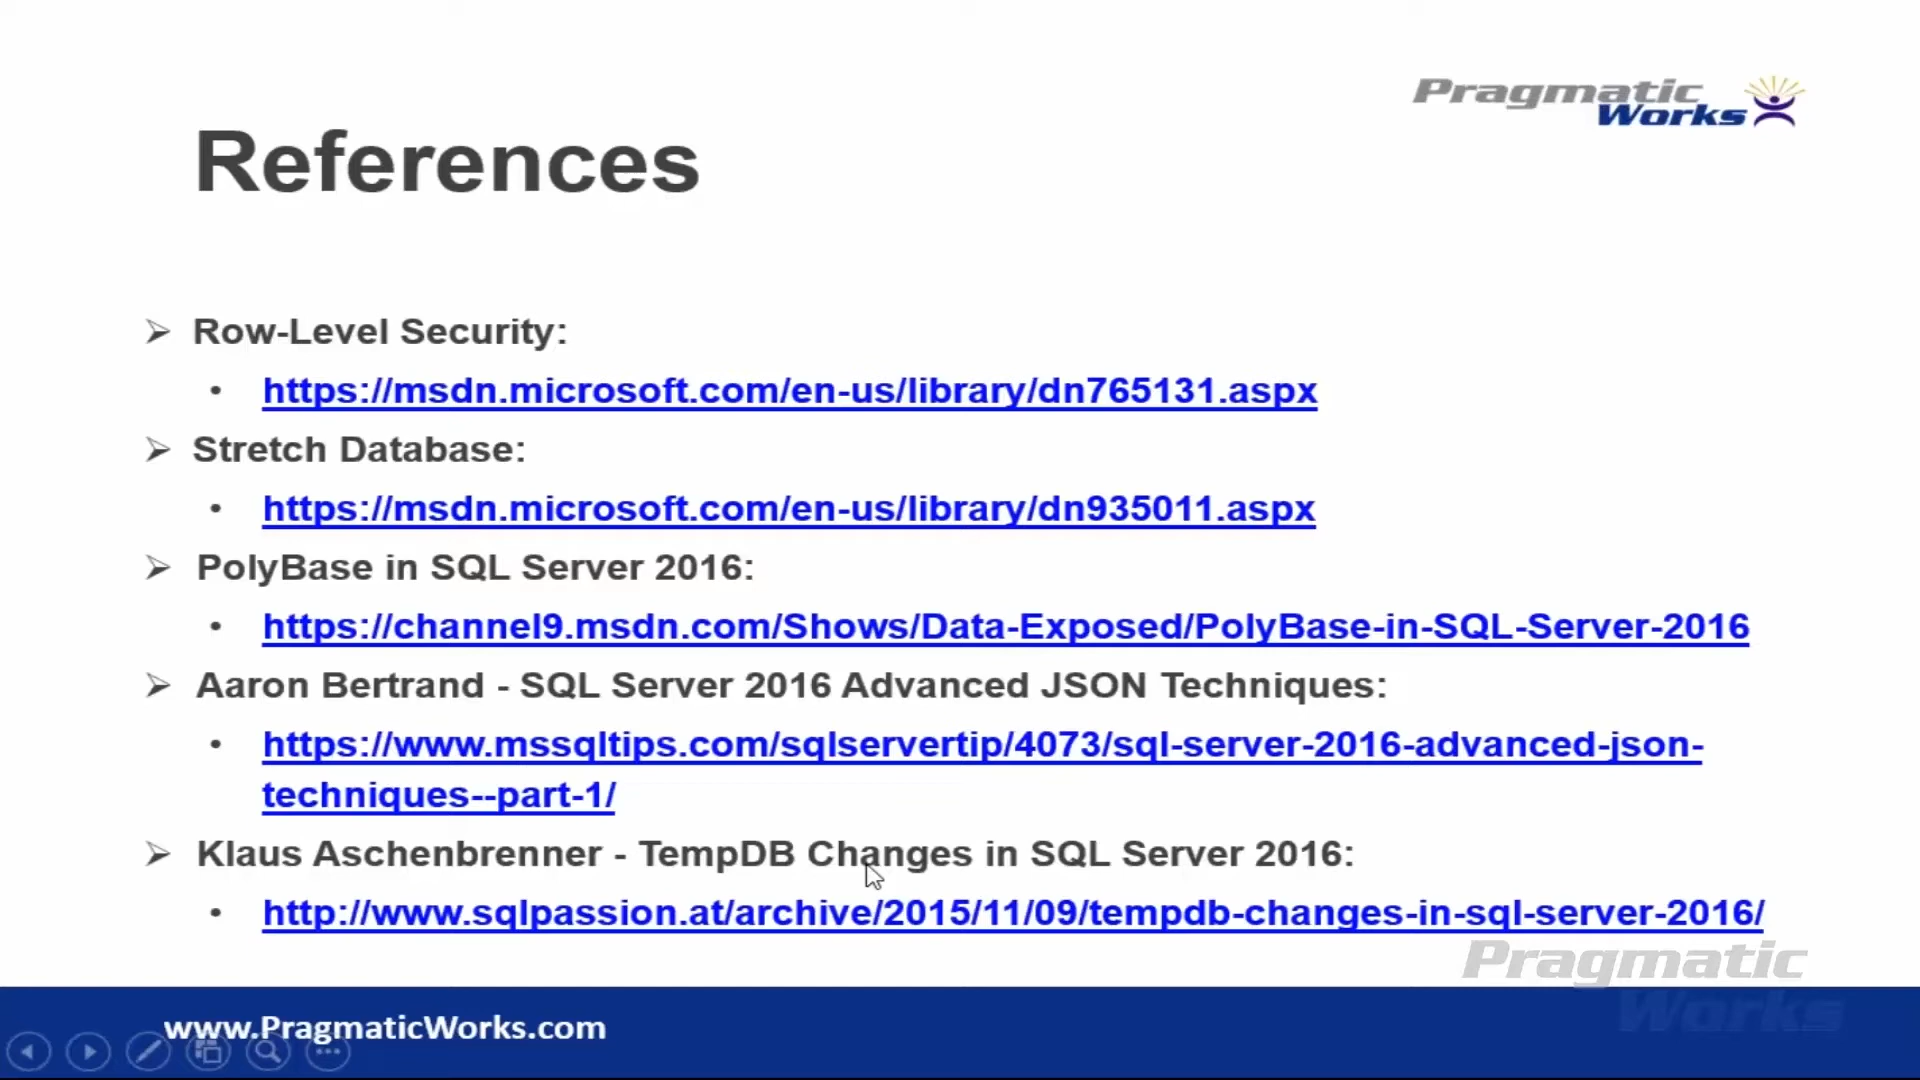 Pragmatic
Works
References
➢ Row-Level Security:
• https://msdn.microsoft.com/en-us/library/dn765131.aspx
➢ Stretch Database:
• https://msdn.microsoft.com/en-us/library/dn935011.aspx
➢ PolyBase in SQL Server 2016:
• https://channel9.msdn.com/Shows/Data-Exposed/PolyBase-in-SQL-Server-2016
➢ Aaron Bertrand - SQL Server 2016 Advanced JSON Techniques:
• https://www.mssqltips.com/sqlservertip/4073/sql-server-2016-advanced-json-
techniques--part-1/
➢ Klaus Aschenbrenner - TempDB Changes in SQL Server 2016:
• http://www.sqlpassion.at/archive/2015/11/09/tempdb-changes-in-sql-server-2016/
Pragmatic
Works
www.PragmaticWorks.com